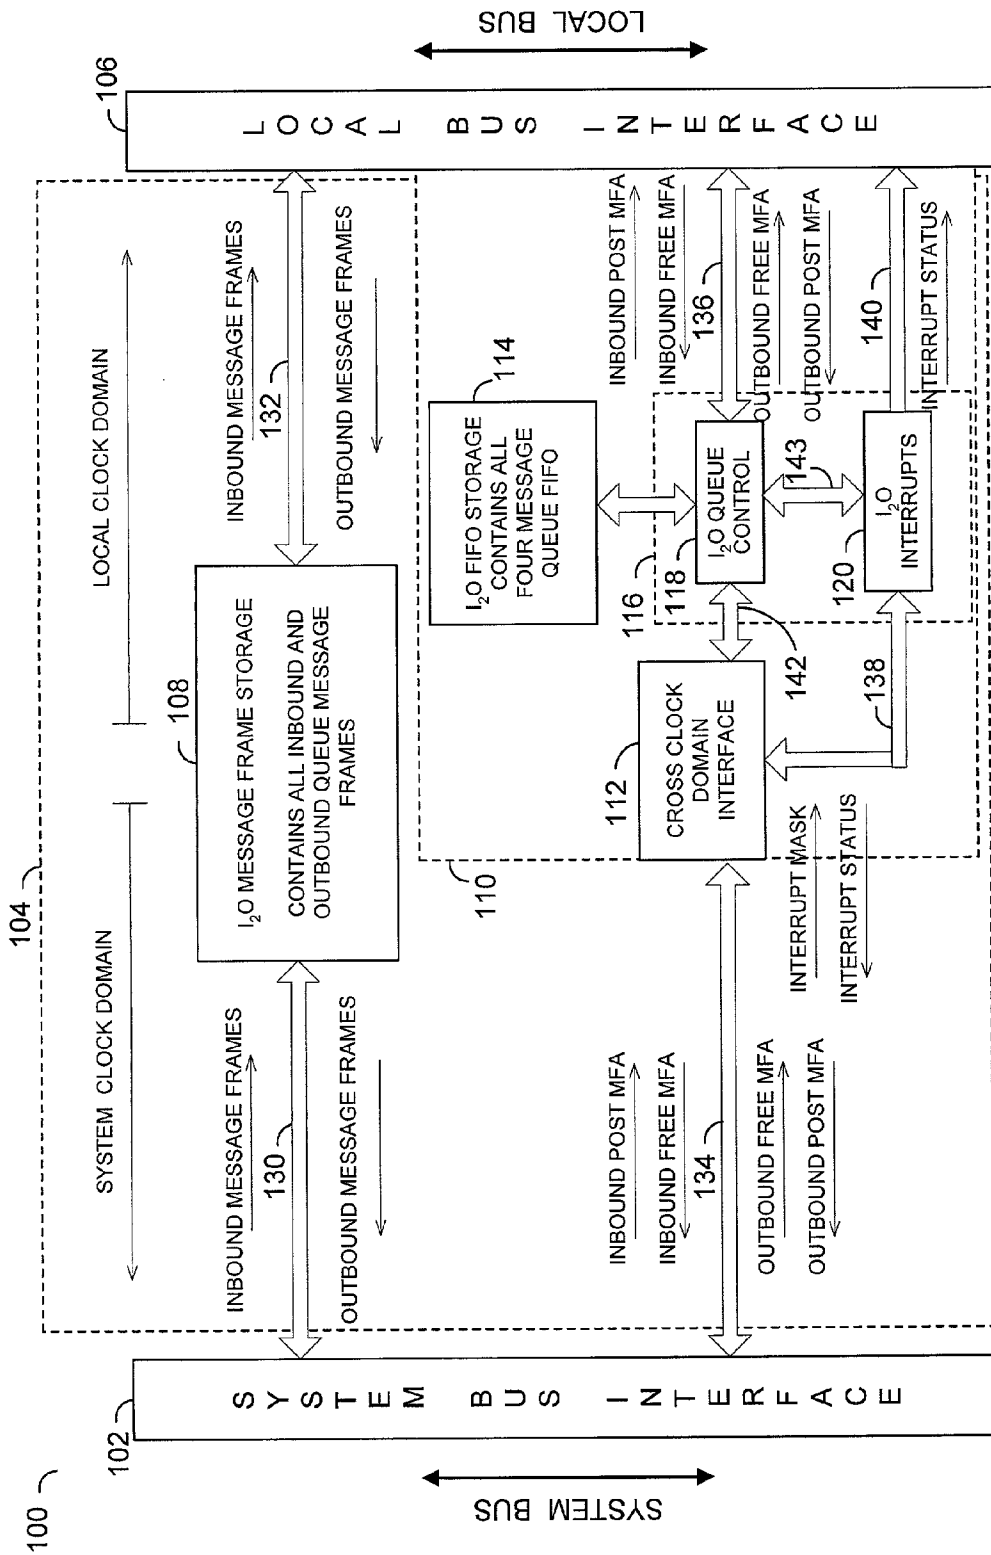 100
102
104
106
SYSTEM BUS
SYSTEM BUS INTERFACE
SYSTEM CLOCK DOMAIN
LOCAL CLOCK DOMAIN
LOCAL BUS INTERFACE
LOCAL BUS
INBOUND MESSAGE FRAMES
130
OUTBOUND MESSAGE FRAMES
108
I2O MESSAGE FRAME STORAGE
CONTAINS ALL INBOUND AND
OUTBOUND QUEUE MESSAGE
FRAMES
INBOUND MESSAGE FRAMES
132
OUTBOUND MESSAGE FRAMES
110
114
I2O FIFO STORAGE
CONTAINS ALL
FOUR MESSAGE
QUEUE FIFO
INBOUND POST MFA
INBOUND FREE MFA
134
OUTBOUND FREE MFA
OUTBOUND POST MFA
112
CROSS CLOCK
DOMAIN
INTERFACE
142
116
118
I2O QUEUE
CONTROL
143
INBOUND POST MFA
INBOUND FREE MFA
136
OUTBOUND FREE MFA
OUTBOUND POST MFA
INTERRUPT MASK
INTERRUPT STATUS
138
120
I2O
INTERRUPTS
140
INTERRUPT STATUS